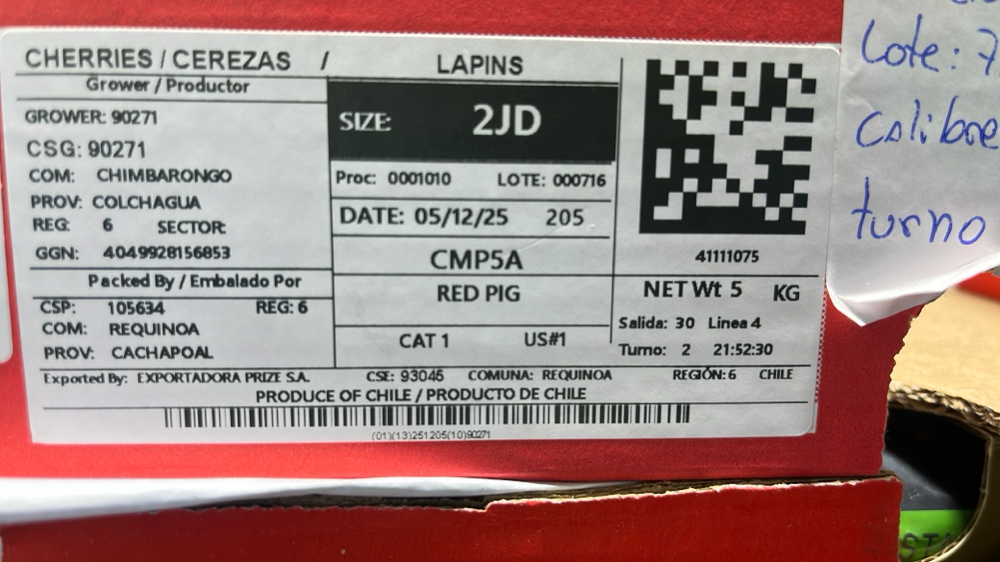 CHERRIES / CEREZAS / LAPINS
Grower / Productor
GROWER: 90271
CSG: 90271
COM: CHIMBARONGO
PROV: COLCHAGUA
REG: 6 SECTOR:
GGN: 4049928156853
Packed By / Embalado Por
CSP: 105634 REG: 6
COM: REQUINOA
PROV: CACHAPOAL
SIZE: 2JD
Proc: 0001010 LOTE: 000716
DATE: 05/12/25 205
CMP5A
RED PIG
CAT 1 US#1
41111075
NET Wt 5 KG
Salida: 30 Linea 4
Turno: 2 21:52:30
Exported By: EXPORTADORA PRIZE S.A. CSE: 93045 COMUNA: REQUINOA REGIÓN: 6 CHILE
PRODUCE OF CHILE / PRODUCTO DE CHILE
(01)(13)251205(10)90271
Lote: 7
Calibre
turno